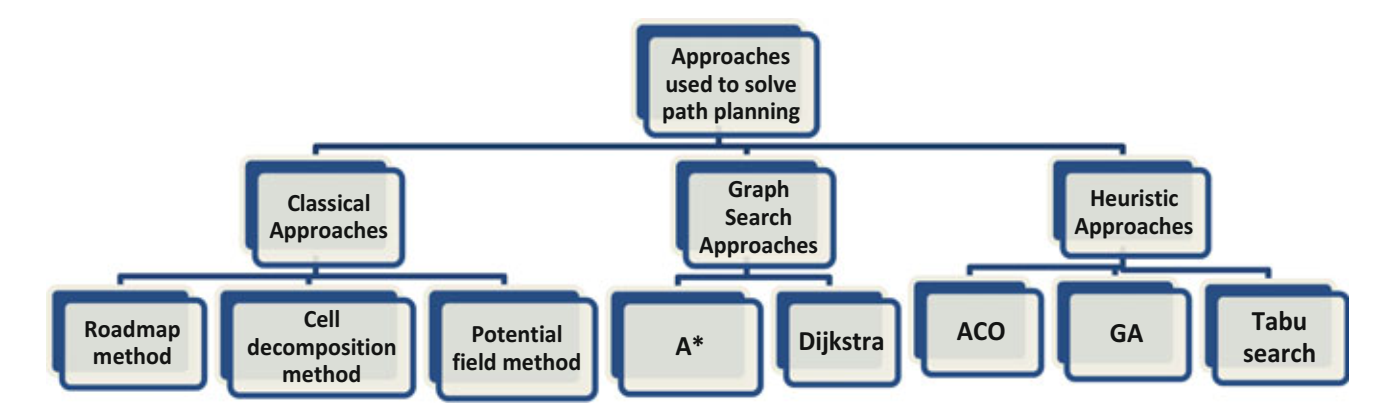 Approaches
used to solve
path planning
Classical
Approaches
Graph
Search
Approaches
Heuristic
Approaches
Roadmap
method
Cell
decomposition
method
Potential
field method
A*
Dijkstra
ACO
GA
Tabu
search